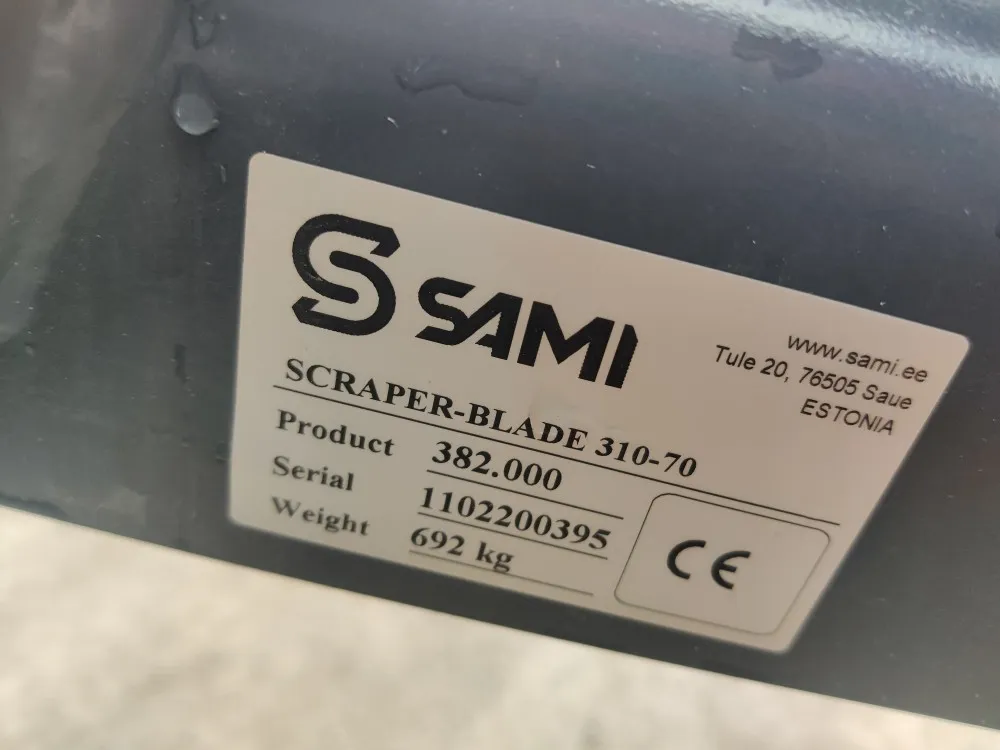 SAMI
www.sami.ee
Tule 20, 76505 Saue
ESTONIA
SCRAPER-BLADE 310-70
Product 382.000
Serial 1102200395
Weight 692 kg
CE